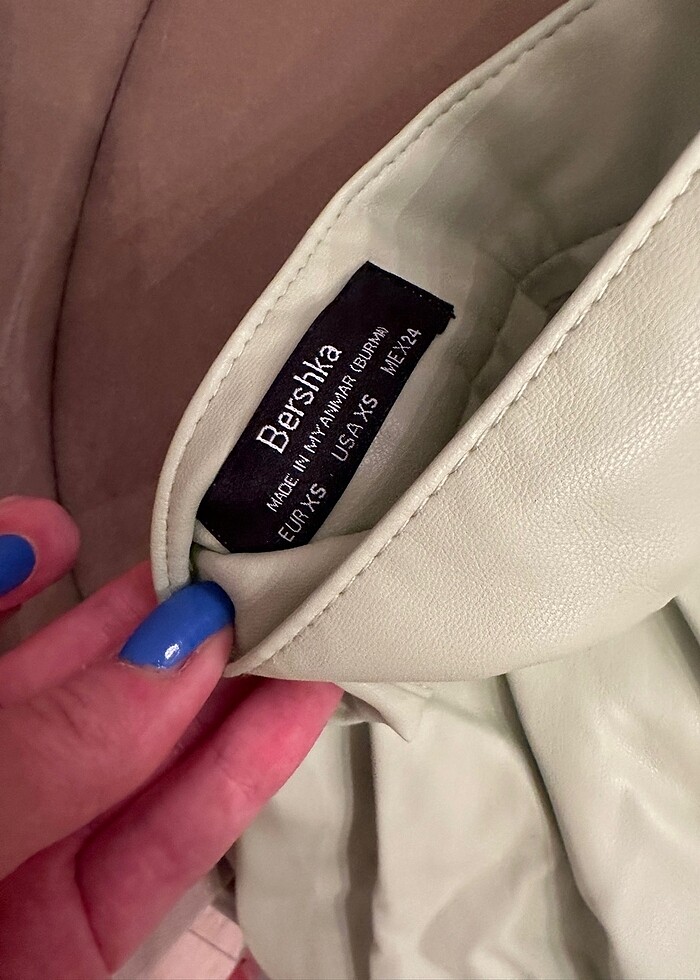 Bershka
MADE IN MYANMAR (BURMA)
EUR XS USA XS MEX24